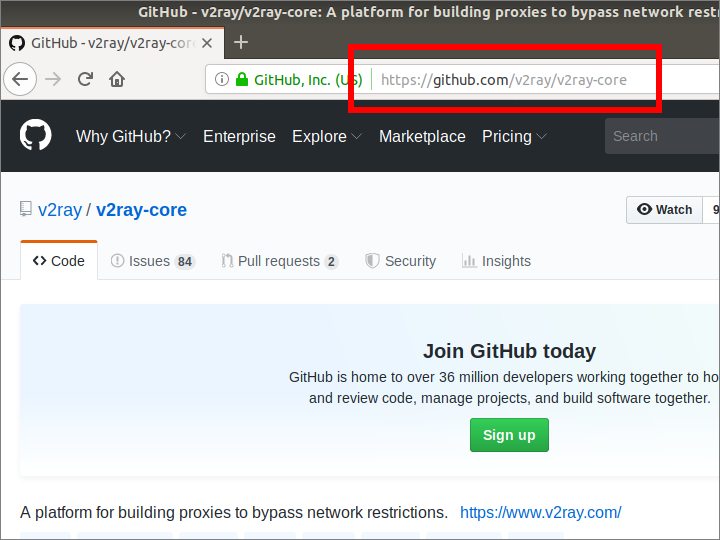 GitHub - v2ray/v2ray-core: A platform for building proxies to bypass network restri
GitHub - v2ray/v2ray-core
GitHub, Inc. (US) https://github.com/v2ray/v2ray-core
Why GitHub? Enterprise Explore Marketplace Pricing Search
v2ray / v2ray-core Watch 9
Code Issues 84 Pull requests 2 Security Insights
Join GitHub today
GitHub is home to over 36 million developers working together to ho
and review code, manage projects, and build software together.
Sign up
A platform for building proxies to bypass network restrictions. https://www.v2ray.com/